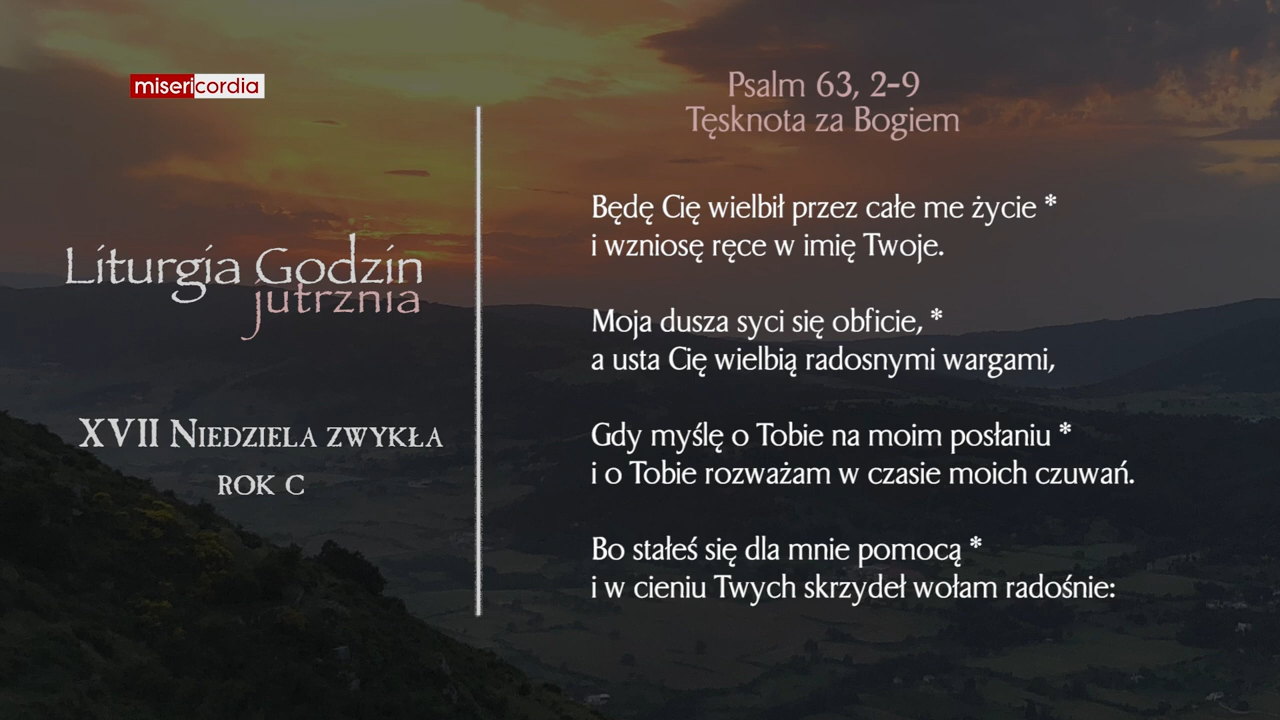 misericordia
Liturgia Godzin
jutrznia
XVII Niedziela zwykła
rok C
Psalm 63, 2-9
Tęsknota za Bogiem
Będę Cię wielbił przez całe me życie *
i wzniosę ręce w imię Twoje.
Moja dusza syci się obficie, *
a usta Cię wielbią radosnymi wargami,
Gdy myślę o Tobie na moim posłaniu *
i o Tobie rozważam w czasie moich czuwań.
Bo stałeś się dla mnie pomocą *
i w cieniu Twych skrzydeł wołam radośnie: